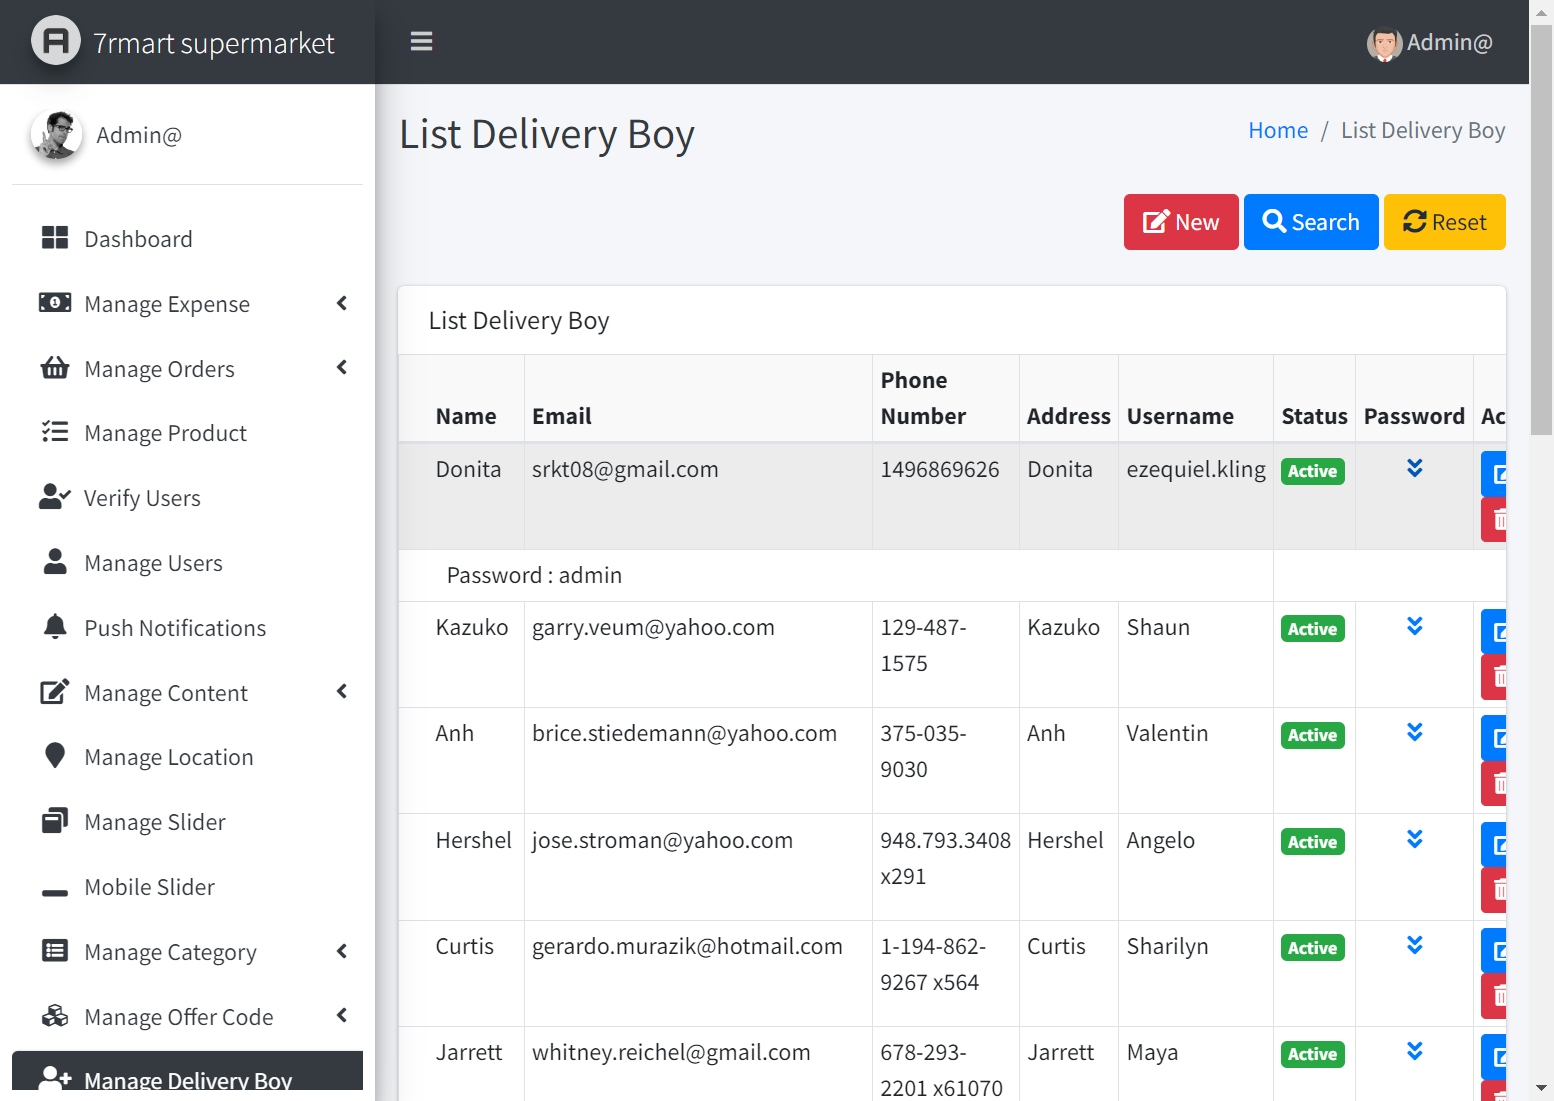 7rmart supermarket
Admin@
Admin@
List Delivery Boy
Home / List Delivery Boy
New
Search
Reset
Dashboard
Manage Expense
Manage Orders
Manage Product
Verify Users
Manage Users
Push Notifications
Manage Content
Manage Location
Manage Slider
Mobile Slider
Manage Category
Manage Offer Code
Manage Delivery Boy
List Delivery Boy
Name Email Phone Number Address Username Status Password Ac
Donita srkt08@gmail.com 1496869626 Donita ezequiel.kling Active
Password : admin
Kazuko garry.veum@yahoo.com 129-487-1575 Kazuko Shaun Active
Anh brice.stiedemann@yahoo.com 375-035-9030 Anh Valentin Active
Hershel jose.stroman@yahoo.com 948.793.3408 x291 Hershel Angelo Active
Curtis gerardo.murazik@hotmail.com 1-194-862-9267 x564 Curtis Sharilyn Active
Jarrett whitney.reichel@gmail.com 678-293-2201 x61070 Jarrett Maya Active